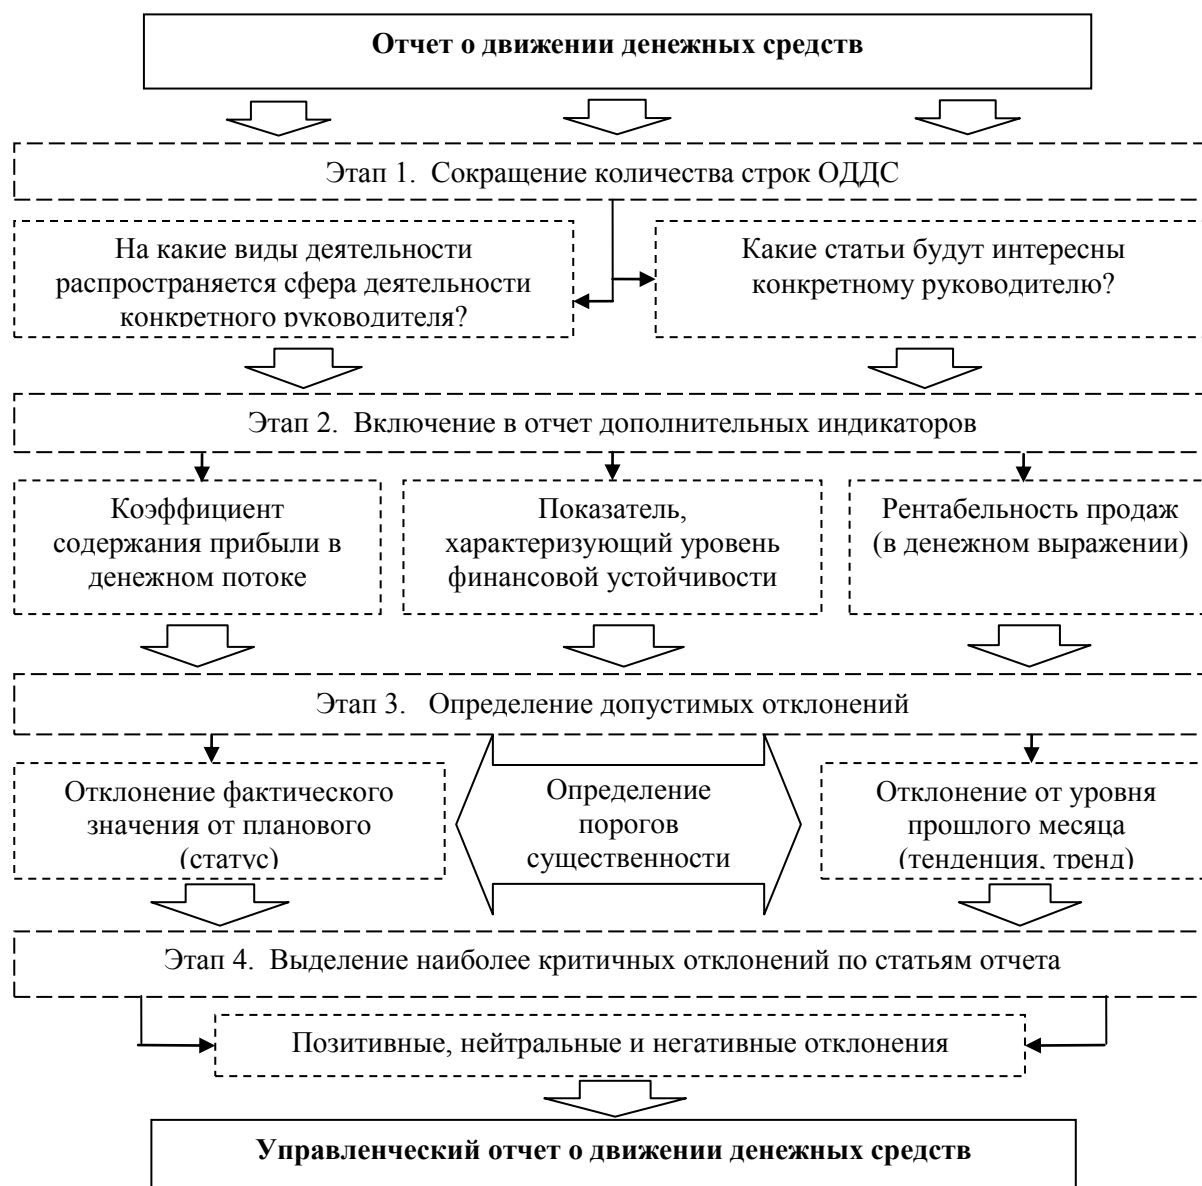 Отчет о движении денежных средств
Этап 1.  Сокращение количества строк ОДДС
На какие виды деятельности
распространяется сфера деятельности
конкретного руководителя?
Какие статьи будут интересны
конкретному руководителю?
Этап 2.  Включение в отчет дополнительных индикаторов
Коэффициент
содержания прибыли в
денежном потоке
Показатель,
характеризующий уровень
финансовой устойчивости
Рентабельность продаж
(в денежном выражении)
Этап 3.   Определение допустимых отклонений
Отклонение фактического
значения от планового
(статус)
Определение
порогов
существенности
Отклонение от уровня
прошлого месяца
(тенденция, тренд)
Этап 4.  Выделение наиболее критичных отклонений по статьям отчета
Позитивные, нейтральные и негативные отклонения
Управленческий отчет о движении денежных средств